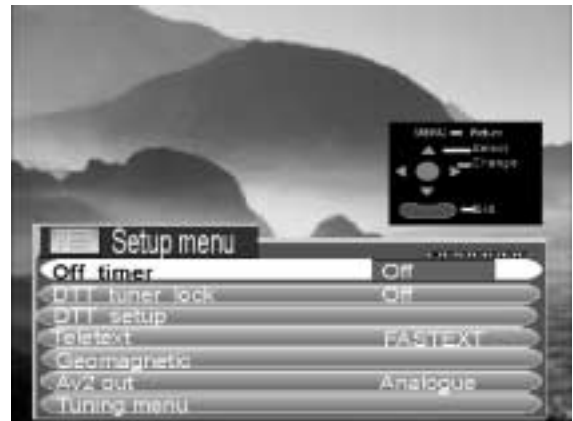 MENU Return
Select
Change
Exit
Setup menu
Off timer Off
DTT tuner lock Off
DTT setup
Teletext FASTEXT
Geomagnetic
Av2 out Analogue
Tuning menu